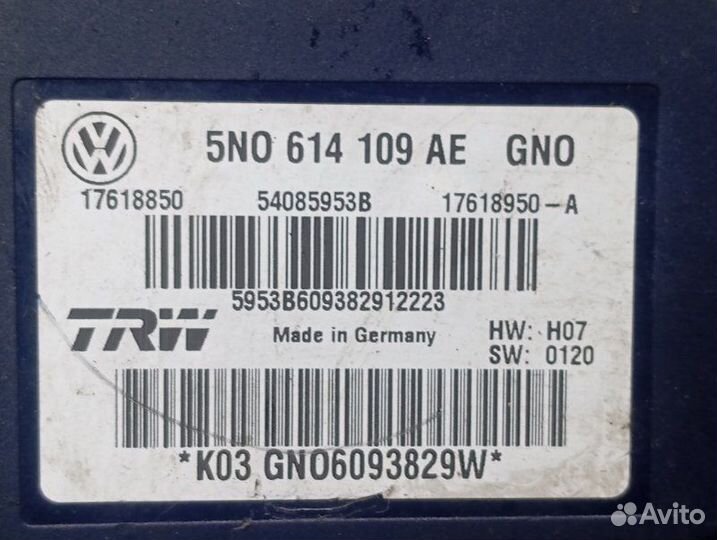 5N0 614 109 AE GNO
17618850 54085953B 17618950-A
5953B609382912223
TRW Made in Germany HW: H07
SW: 0120
*K03 GNO6093829W*
Avito